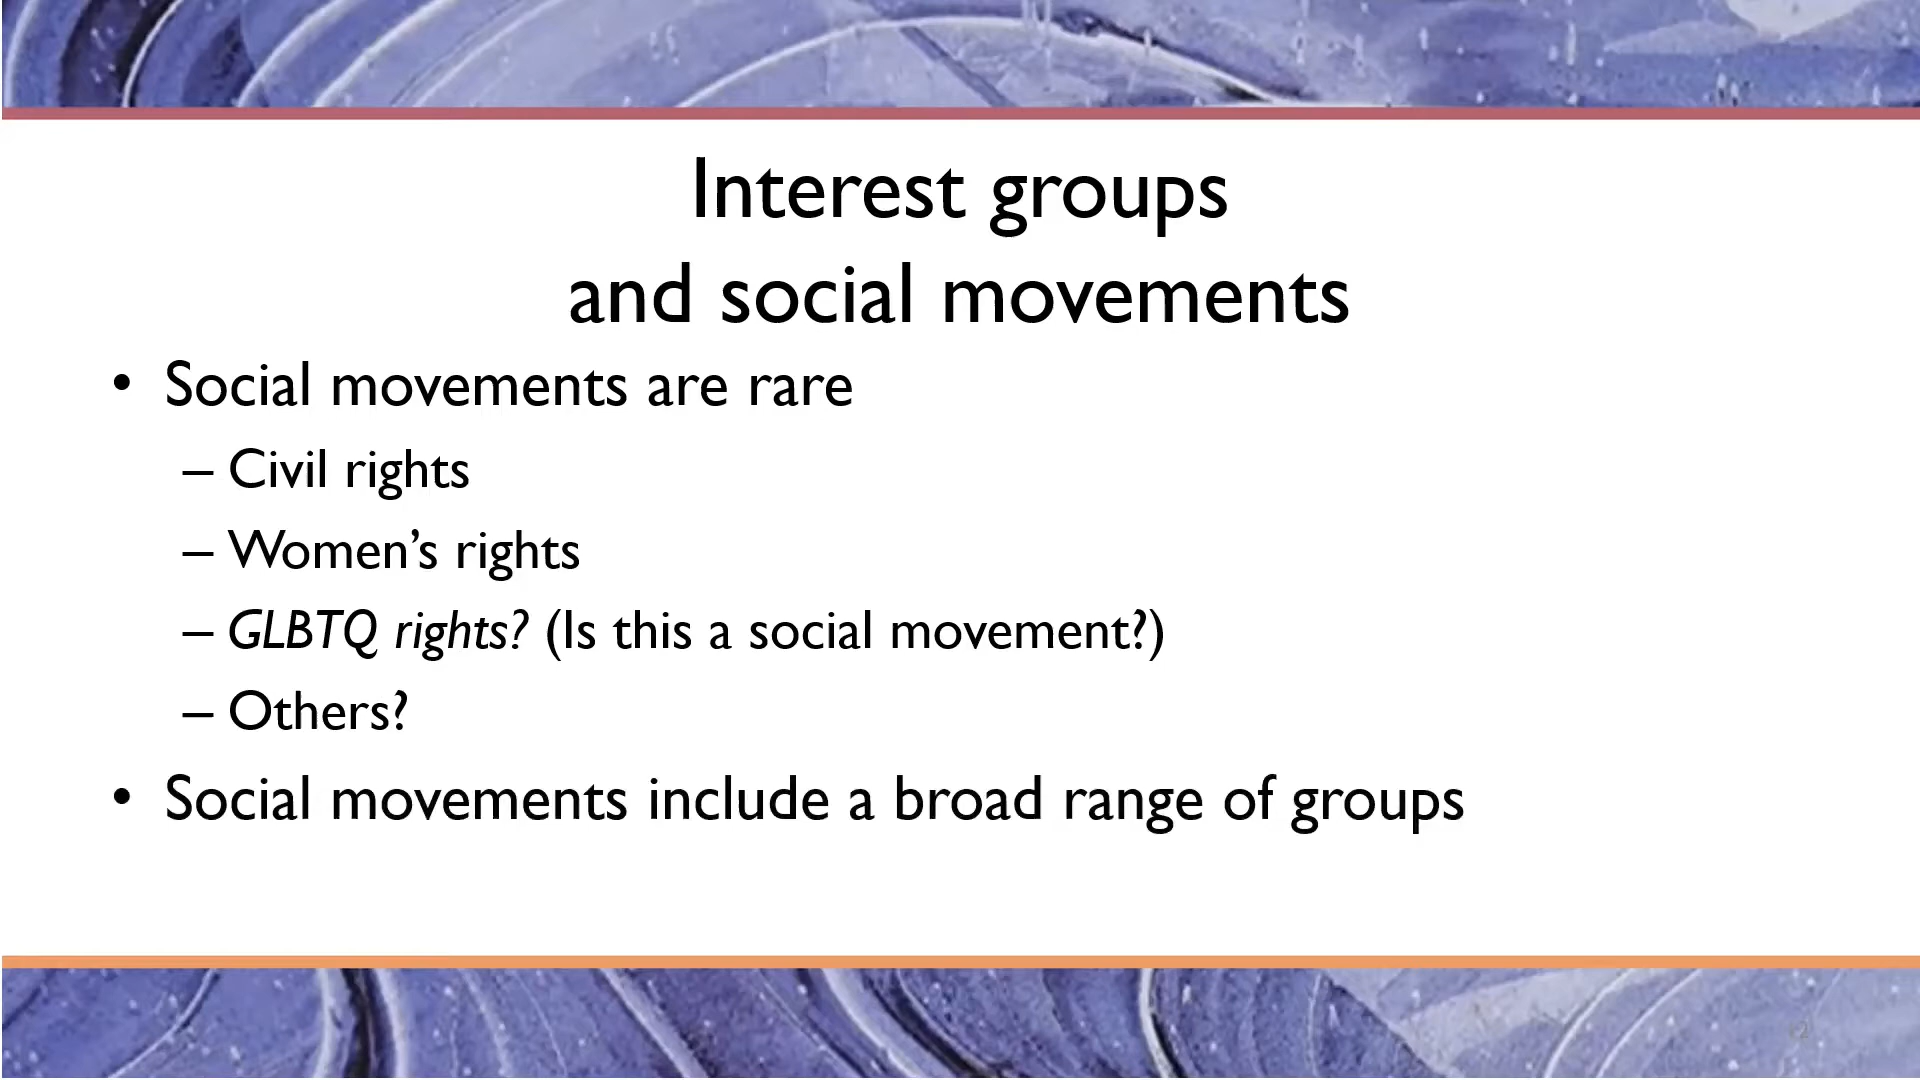 Interest groups
and social movements
• Social movements are rare
– Civil rights
– Women’s rights
– GLBTQ rights? (Is this a social movement?)
– Others?
• Social movements include a broad range of groups